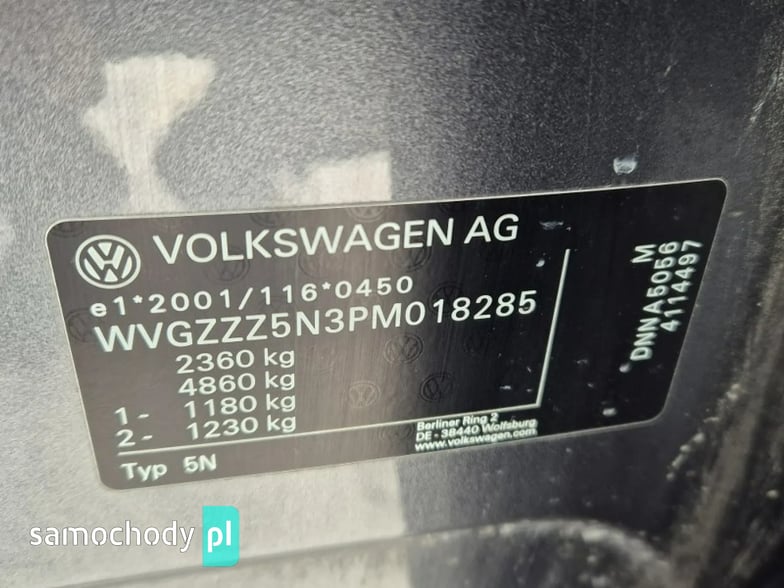 VOLKSWAGEN AG
e1*2001/116*0450
WVGZZZ5N3PM018285
2360 kg
4860 kg
1- 1180 kg
2- 1230 kg
Typ 5N
Berliner Ring 2
DE - 38440 Wolfsburg
www.volkswagen.com
M
DNNA5056
4114497
samochody pl